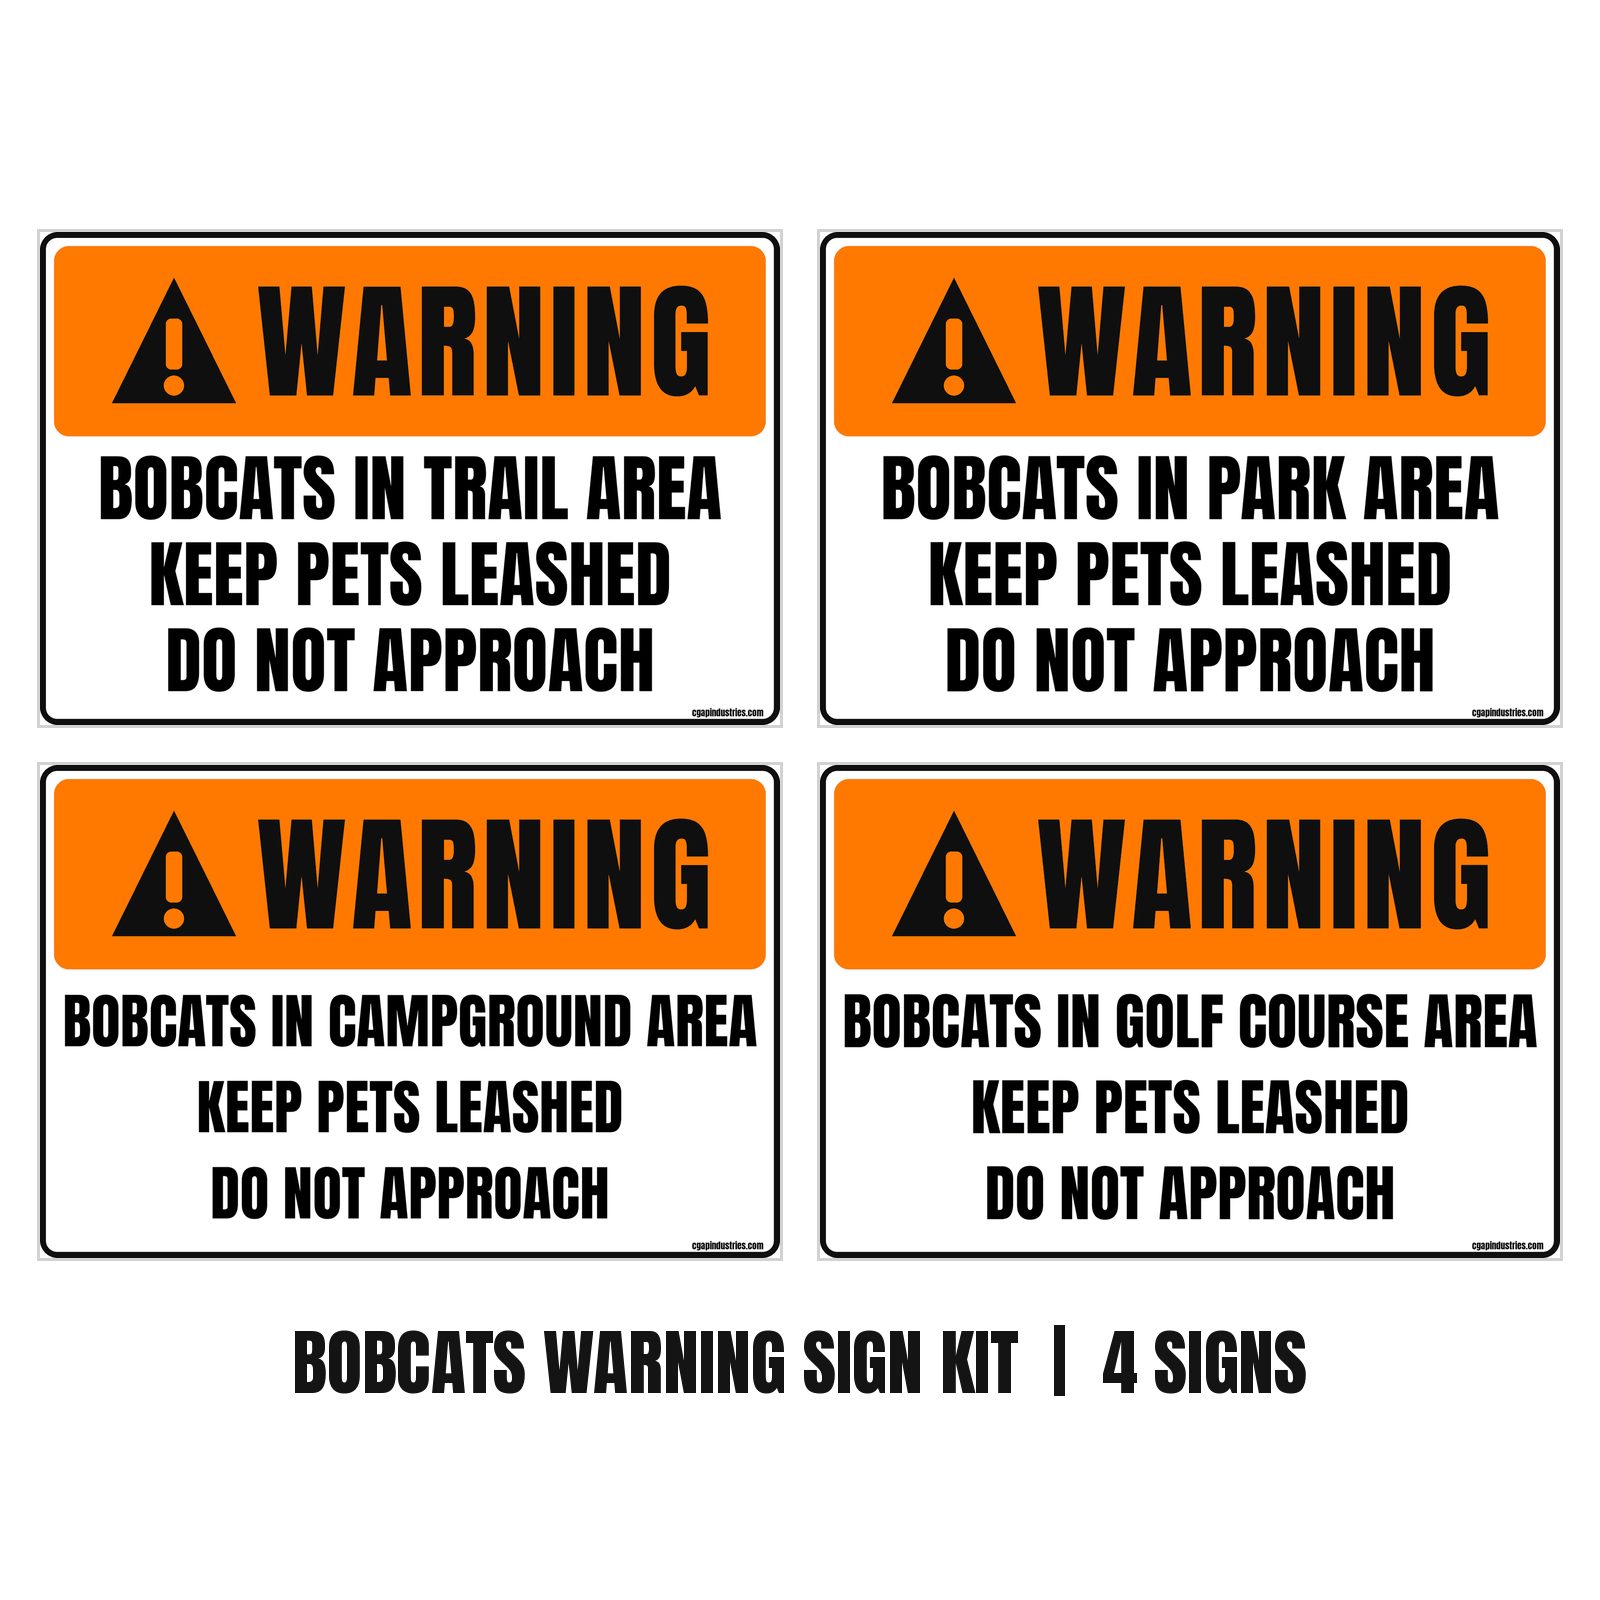 WARNING
BOBCATS IN TRAIL AREA
KEEP PETS LEASHED
DO NOT APPROACH
cgapindustries.com
WARNING
BOBCATS IN PARK AREA
KEEP PETS LEASHED
DO NOT APPROACH
cgapindustries.com
WARNING
BOBCATS IN CAMPGROUND AREA
KEEP PETS LEASHED
DO NOT APPROACH
cgapindustries.com
WARNING
BOBCATS IN GOLF COURSE AREA
KEEP PETS LEASHED
DO NOT APPROACH
cgapindustries.com
BOBCATS WARNING SIGN KIT | 4 SIGNS